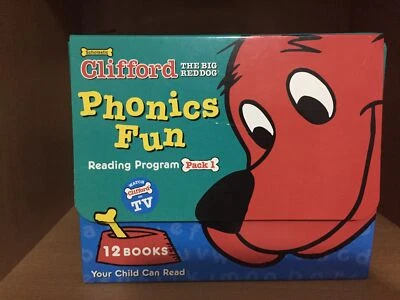 SCHOLASTIC
Clifford THE BIG
RED DOG
Phonics
Fun
Reading Program Pack 1
WATCH
Clifford
ON
TV
12 BOOKS
Your Child Can Read